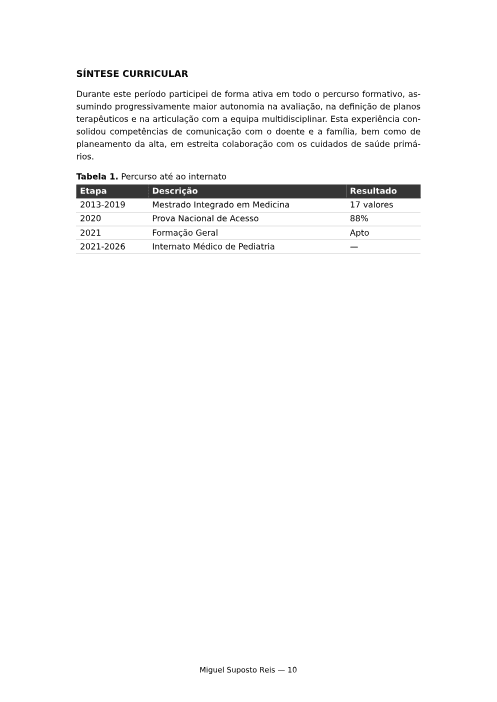 SÍNTESE CURRICULAR
Durante este período participei de forma ativa em todo o percurso formativo, as-
sumindo progressivamente maior autonomia na avaliação, na definição de planos
terapêuticos e na articulação com a equipa multidisciplinar. Esta experiência con-
solidou competências de comunicação com o doente e a família, bem como de
planeamento da alta, em estreita colaboração com os cuidados de saúde primá-
rios.
Tabela 1. Percurso até ao internato
Etapa Descrição Resultado
2013-2019 Mestrado Integrado em Medicina 17 valores
2020 Prova Nacional de Acesso 88%
2021 Formação Geral Apto
2021-2026 Internato Médico de Pediatria —
Miguel Suposto Reis — 10